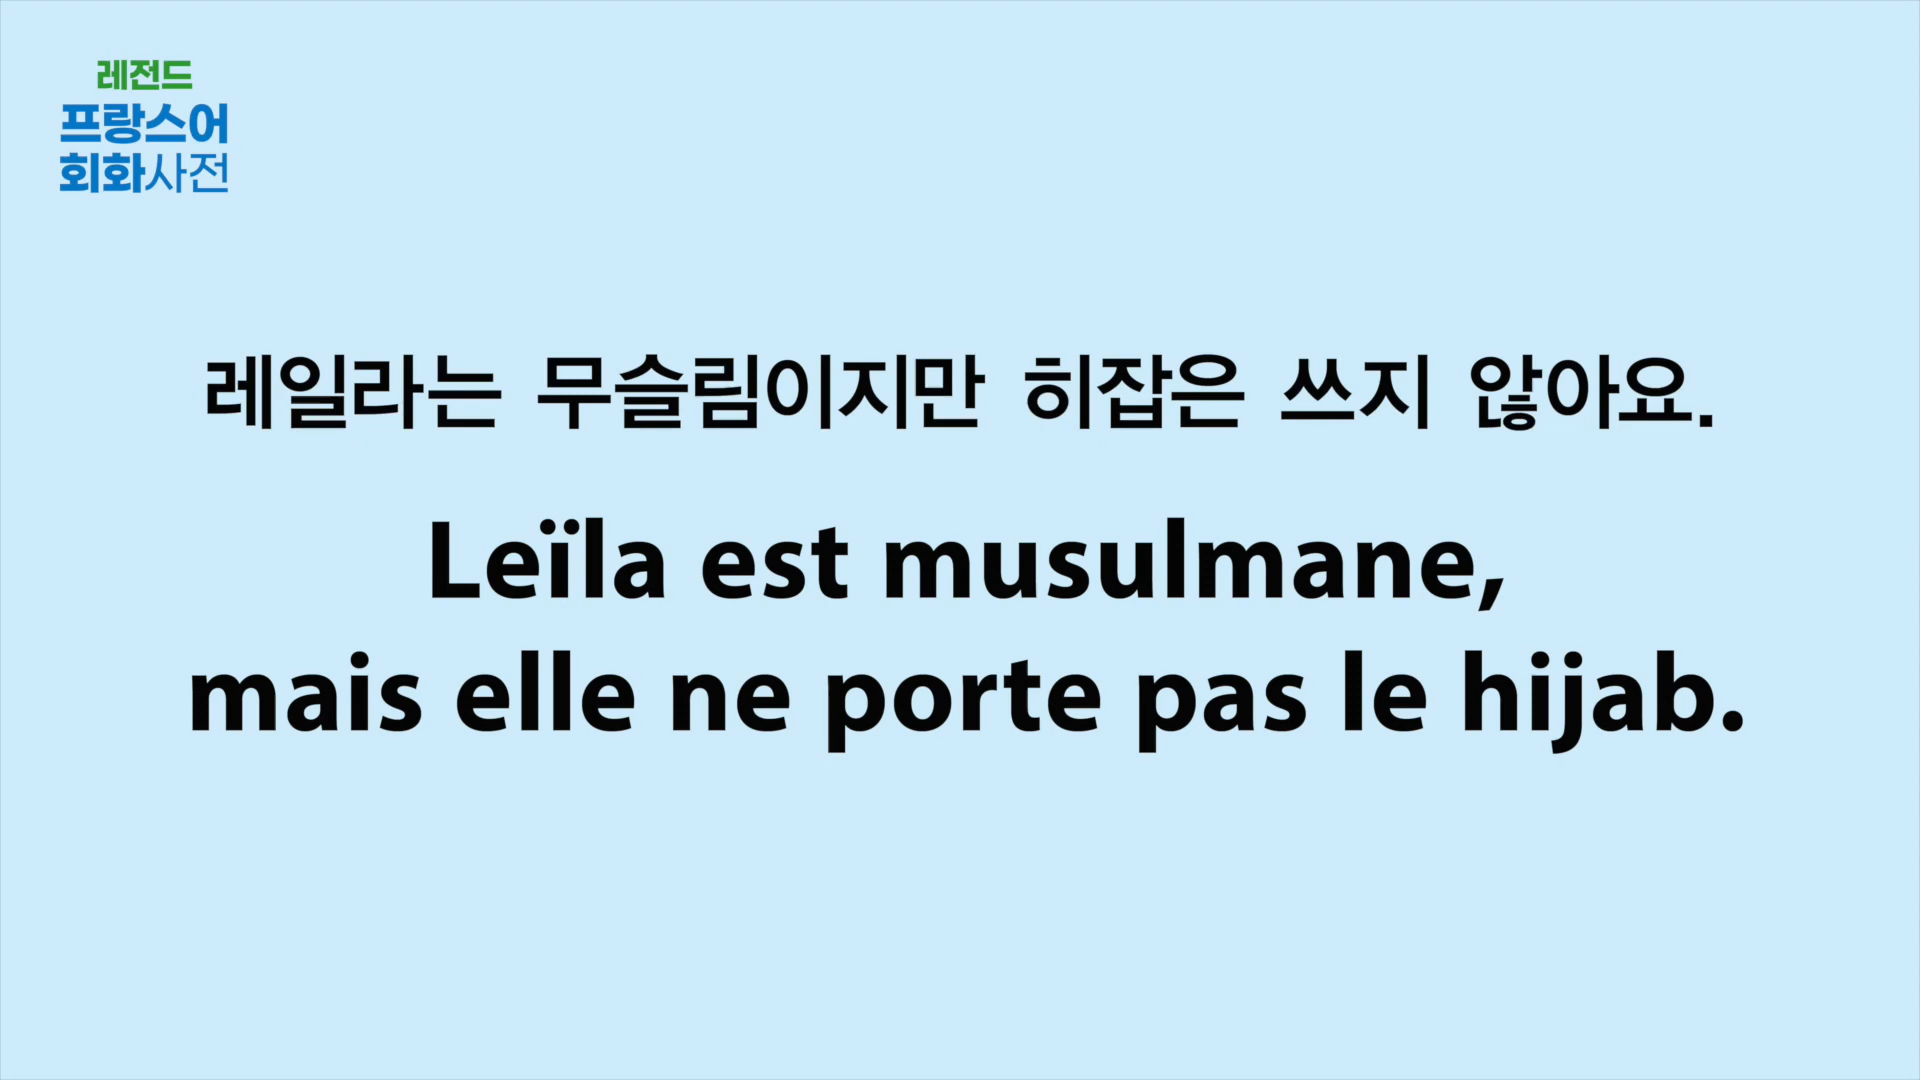 레전드
프랑스어
회화사전
레일라는 무슬림이지만 히잡은 쓰지 않아요.
Leïla est musulmane,
mais elle ne porte pas le hijab.